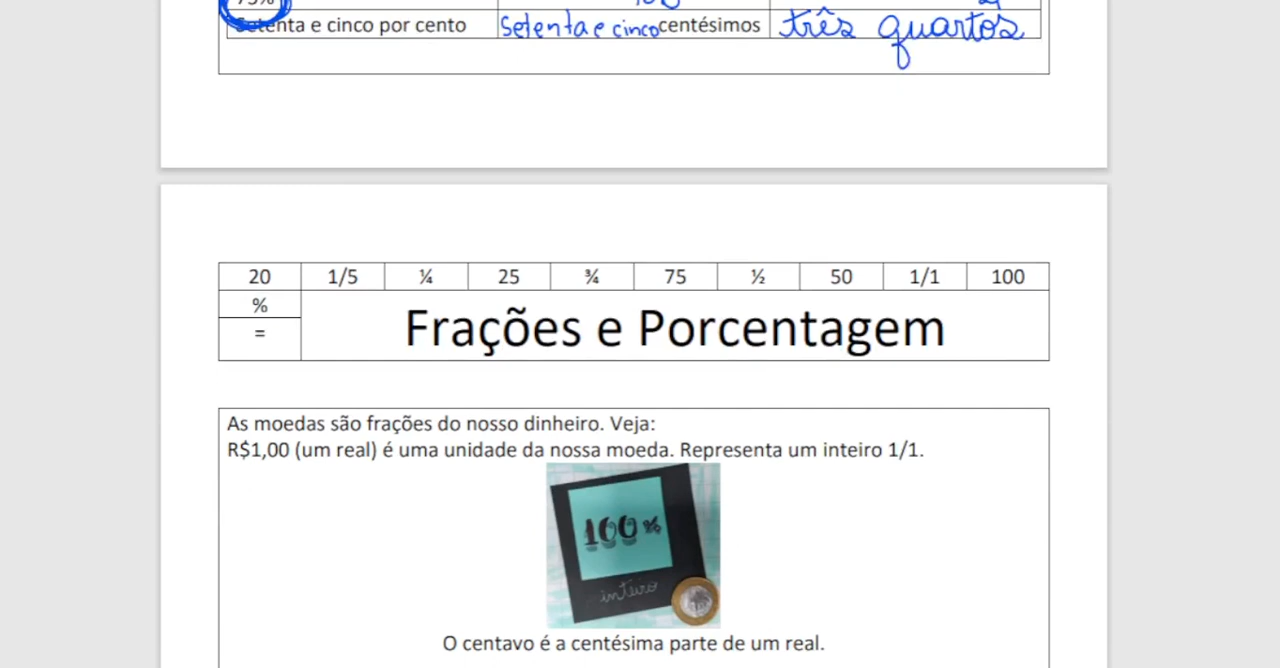 75%
Setenta e cinco por cento Setenta e cinco centésimos três quartos
20 1/5 ¼ 25 ¾ 75 ½ 50 1/1 100
%
=
Frações e Porcentagem
As moedas são frações do nosso dinheiro. Veja:
R$1,00 (um real) é uma unidade da nossa moeda. Representa um inteiro 1/1.
100%
inteiro
O centavo é a centésima parte de um real.